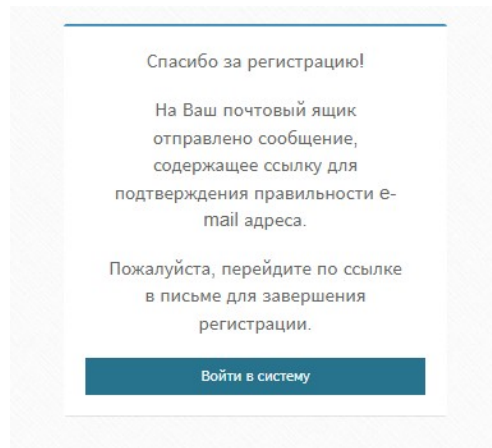 Спасибо за регистрацию!
На Ваш почтовый ящик
отправлено сообщение,
содержащее ссылку для
подтверждения правильности e-
mail адреса.
Пожалуйста, перейдите по ссылке
в письме для завершения
регистрации.
Войти в систему